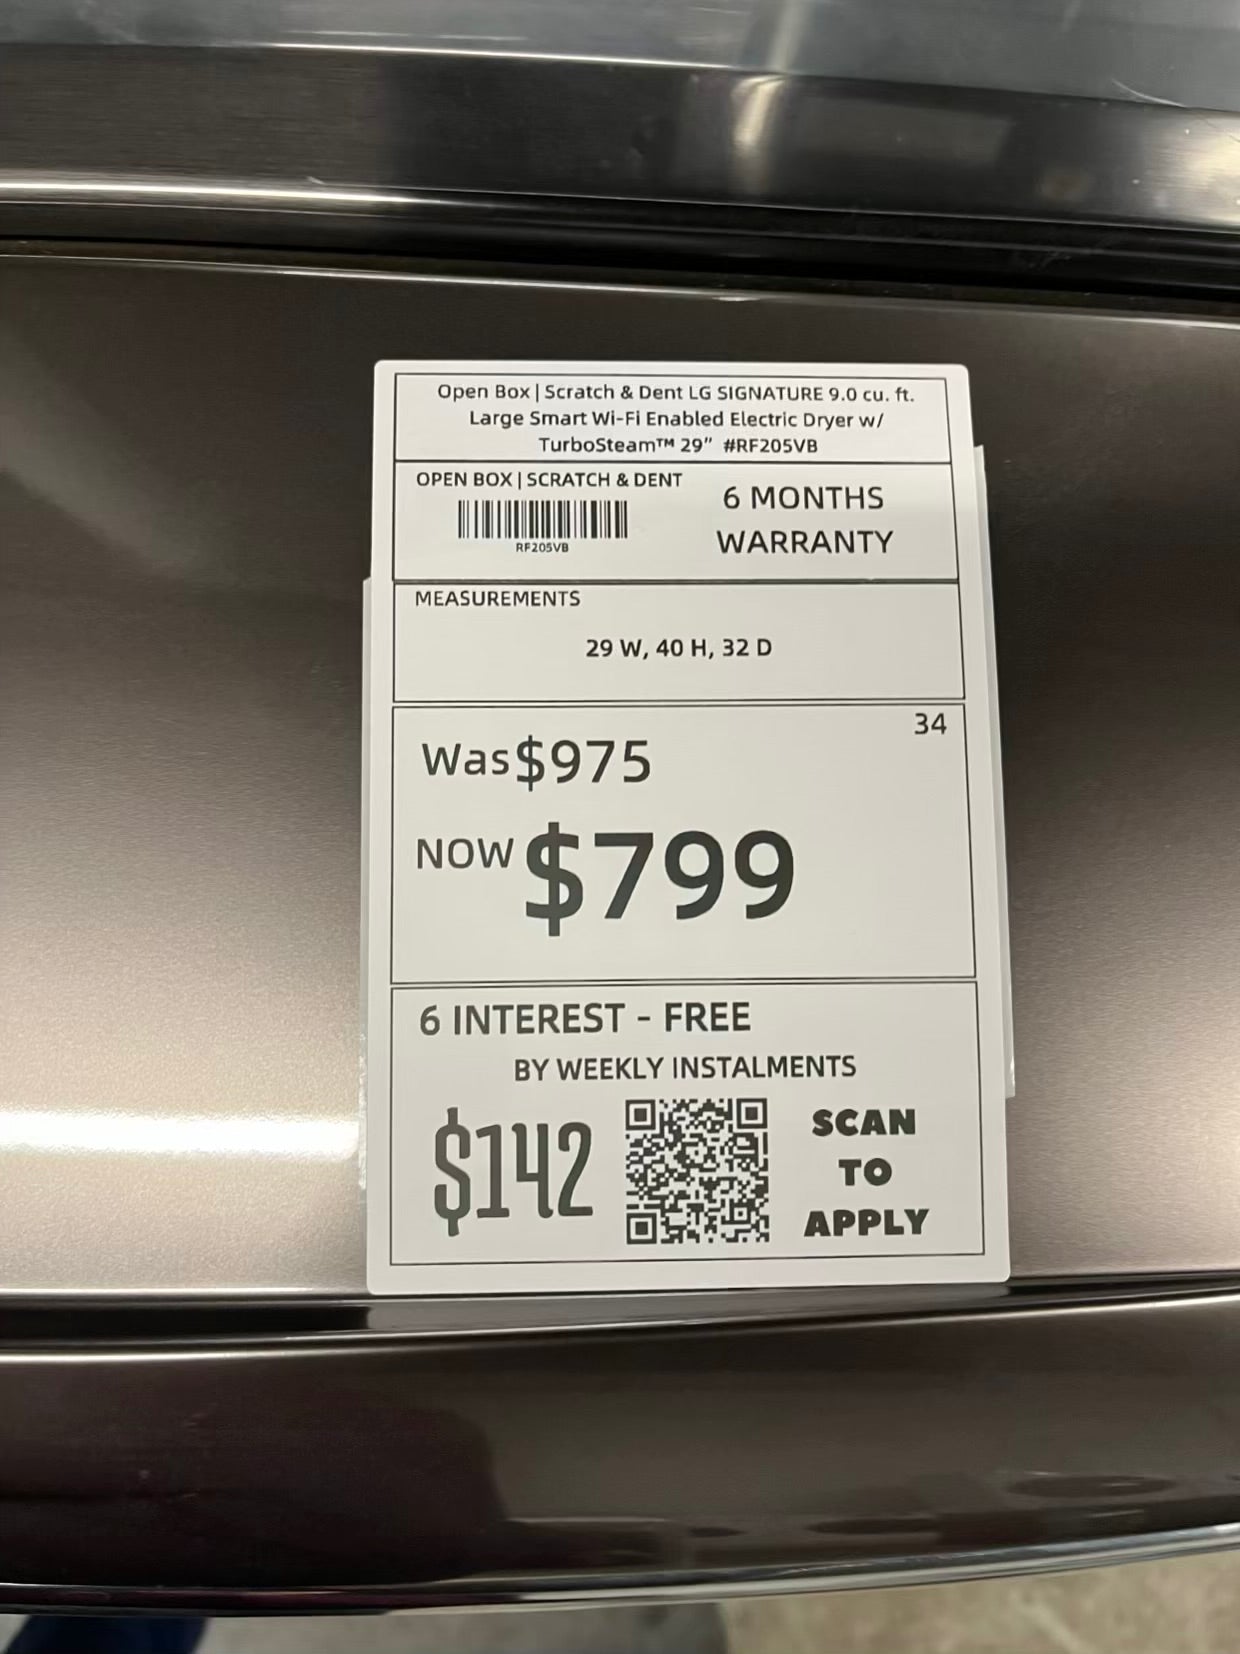 Open Box | Scratch & Dent LG SIGNATURE 9.0 cu. ft.
Large Smart Wi-Fi Enabled Electric Dryer w/
TurboSteam™ 29” #RF205VB
OPEN BOX | SCRATCH & DENT
RF205VB
6 MONTHS
WARRANTY
MEASUREMENTS
29 W, 40 H, 32 D
34
Was $975
NOW $799
6 INTEREST - FREE
BY WEEKLY INSTALMENTS
$142
SCAN
TO
APPLY